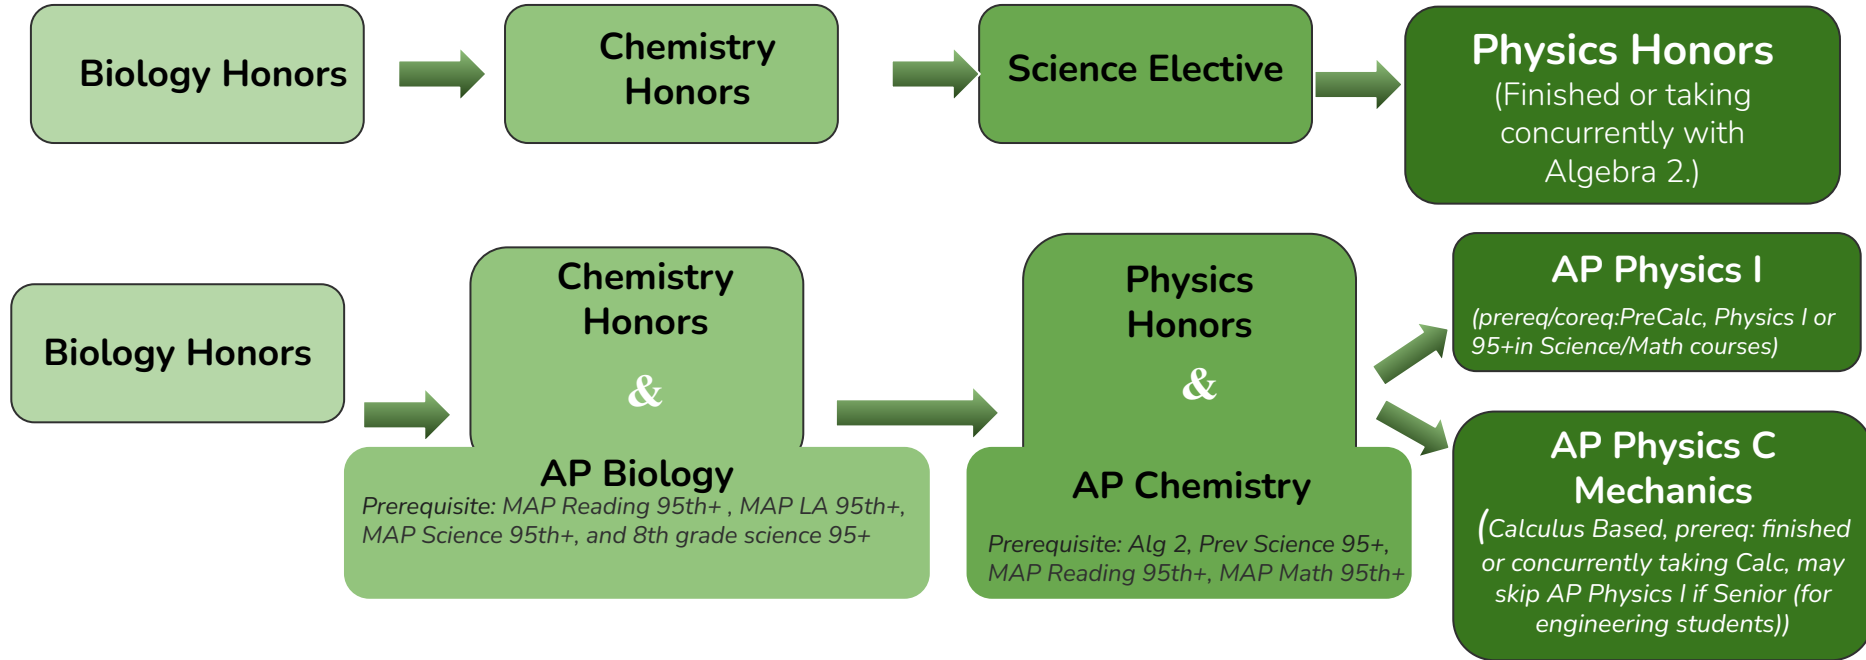 Biology Honors
Chemistry
Honors
Science Elective
Physics Honors
(Finished or taking
concurrently with
Algebra 2.)
Biology Honors
Chemistry
Honors
&
AP Biology
Prerequisite: MAP Reading 95th+ , MAP LA 95th+,
MAP Science 95th+, and 8th grade science 95+
Physics
Honors
&
AP Chemistry
Prerequisite: Alg 2, Prev Science 95+,
MAP Reading 95th+, MAP Math 95th+
AP Physics I
(prereq/coreq:PreCalc, Physics I or
95+in Science/Math courses)
AP Physics C
Mechanics
(Calculus Based, prereq: finished
or concurrently taking Calc, may
skip AP Physics I if Senior (for
engineering students))